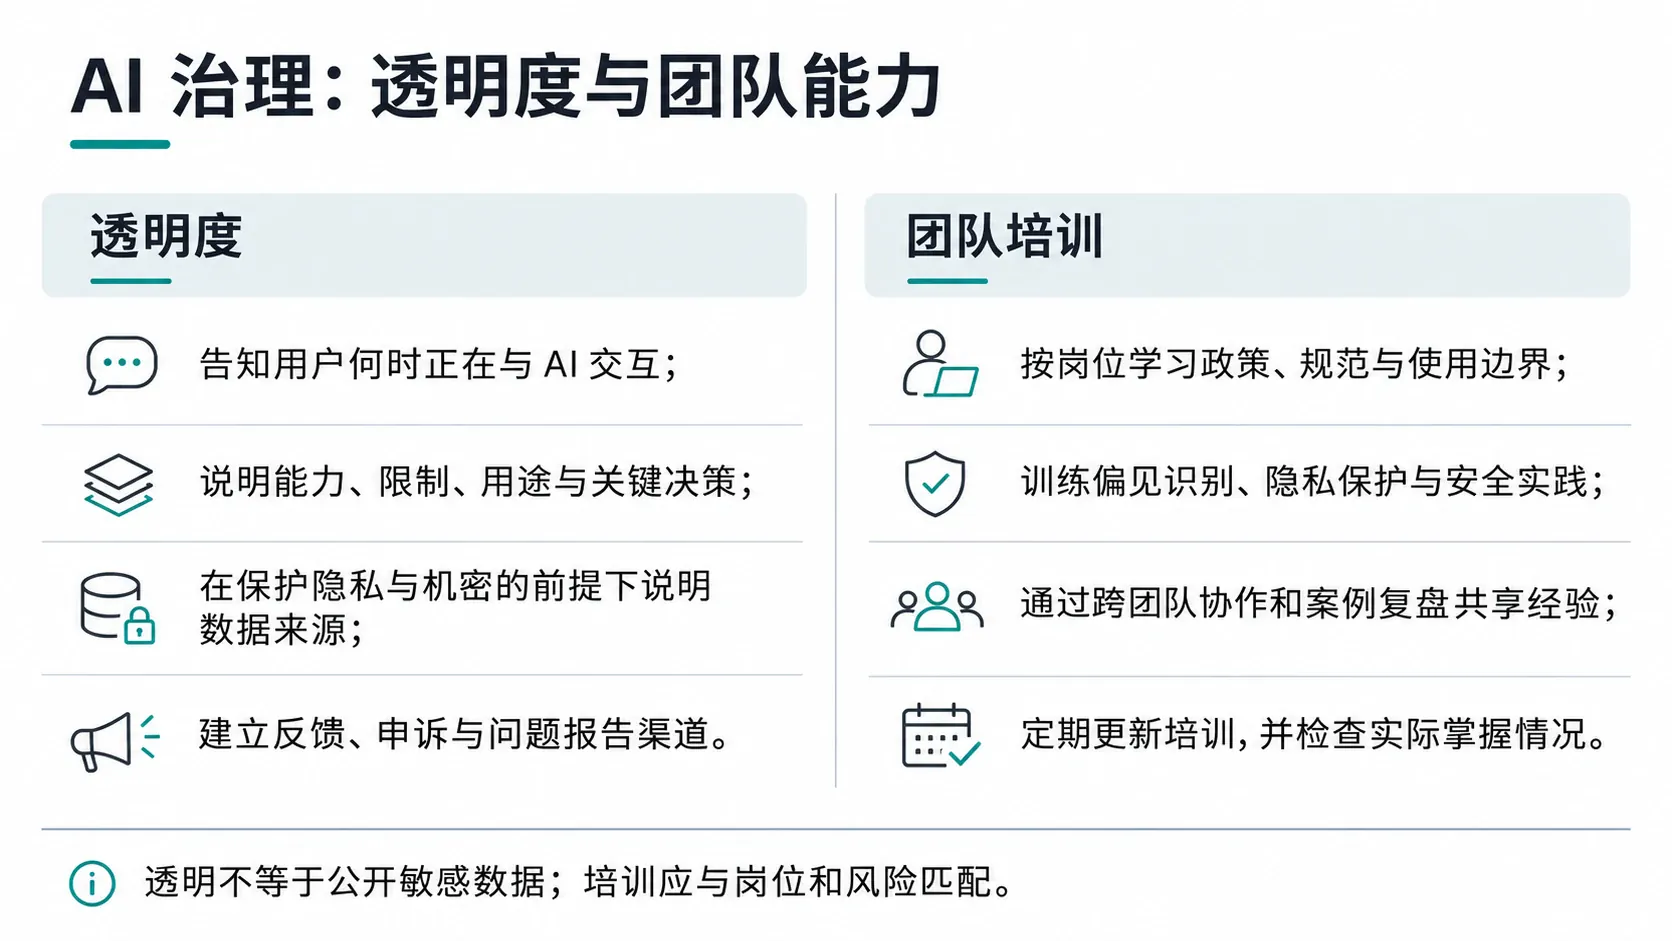 AI 治理：透明度与团队能力
透明度
告知用户何时正在与 AI 交互；
说明能力、限制、用途与关键决策；
在保护隐私与机密的前提下说明
数据来源；
建立反馈、申诉与问题报告渠道。
团队培训
按岗位学习政策、规范与使用边界；
训练偏见识别、隐私保护与安全实践；
通过跨团队协作和案例复盘共享经验；
定期更新培训，并检查实际掌握情况。
透明不等于公开敏感数据；培训应与岗位和风险匹配。